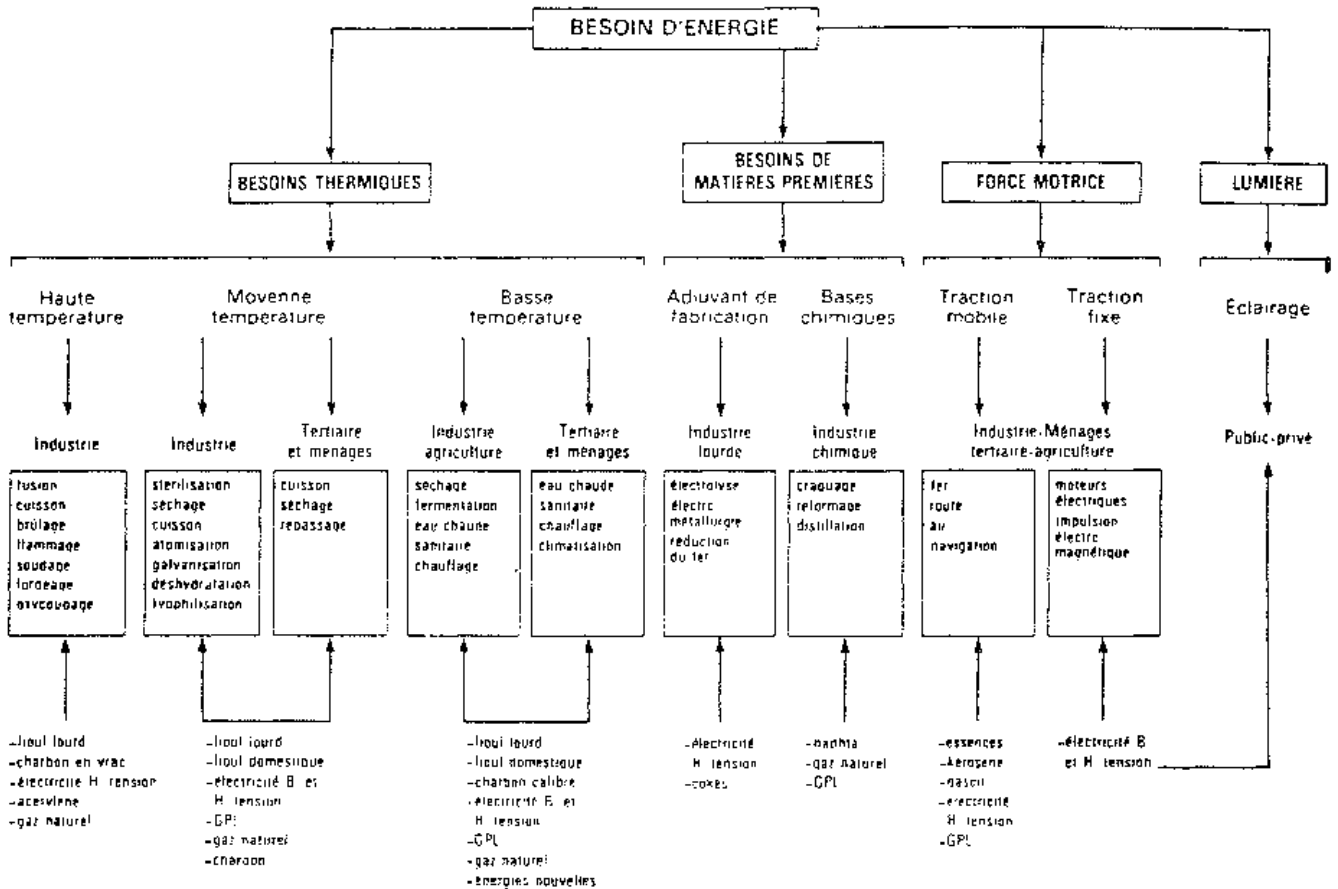 BESOIN D'ENERGIE
BESOINS THERMIQUES
BESOINS DE
MATIERES PREMIERES
FORCE MOTRICE
LUMIERE
Haute
température
Moyenne
température
Basse
température
Adjuvant de
fabrication
Bases
chimiques
Traction
mobile
Traction
fixe
Eclairage
Industrie
Industrie
Tertiaire
et ménages
Industrie
agriculture
Tertiaire
et ménages
Industrie
lourde
Industrie
chimique
Industrie-Ménages
tertiaire-agriculture
Public-privé
fusion
cuisson
brûlage
flammage
soudage
fordeage
oxycoupage
stérilisation
séchage
cuisson
atomisation
galvanisation
déshydratation
lyophilisation
cuisson
séchage
repassage
séchage
fermentation
eau chaude
sanitaire
chauffage
eau chaude
sanitaire
chauffage
climatisation
électrolyse
électro
métallurgie
réduction
du fer
craquage
reformage
distillation
fer
route
air
navigation
moteurs
électriques
impulsion
électro
magnétique
-fioul lourd
-charbon en vrac
-électricité H tension
-acétylène
-gaz naturel
-fioul lourd
-fioul domestique
-électricité B et
H tension
-GPL
-gaz naturel
-charbon
-fioul lourd
-fioul domestique
-charbon calibré
-électricité B et
H tension
-GPL
-gaz naturel
-énergies nouvelles
-électricité
H tension
-cokes
-naphta
-gaz naturel
-GPL
-essences
-kérosène
-gasoil
-électricité
H tension
-GPL
-électricité B
et H tension